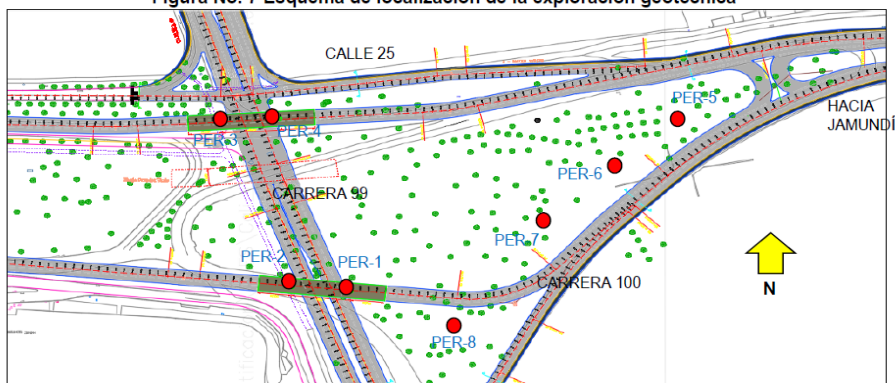 Figura No. 7 Esquema de localización de la exploración geotécnica
CALLE 25
PER-5
HACIA
JAMUNDÍ
PER-3
PER-4
PER-6
CARRERA 99
PER-7
PER-2
PER-1
CARRERA 100
N
PER-8